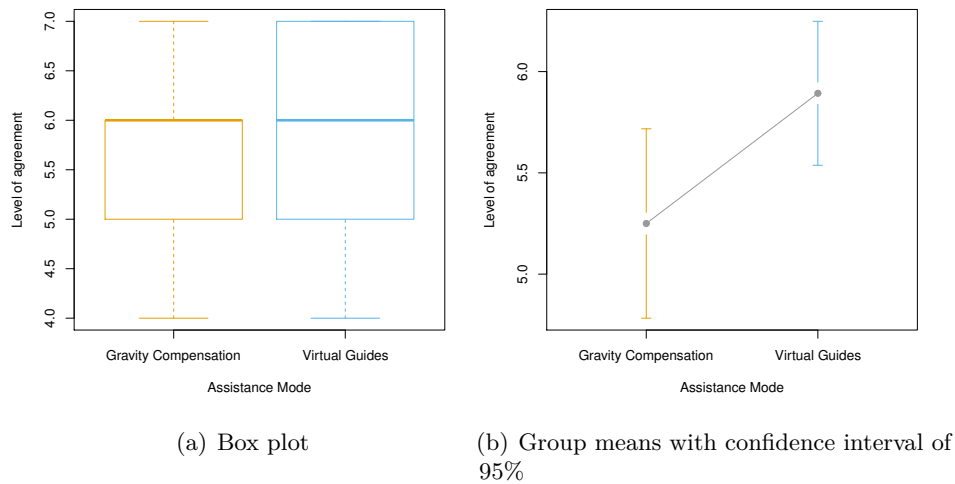 7.0
6.5
6.0
5.5
5.0
4.5
4.0
Level of agreement
Gravity Compensation
Virtual Guides
Assistance Mode
(a) Box plot
6.0
5.5
5.0
Level of agreement
Gravity Compensation
Virtual Guides
Assistance Mode
(b) Group means with confidence interval of
95%